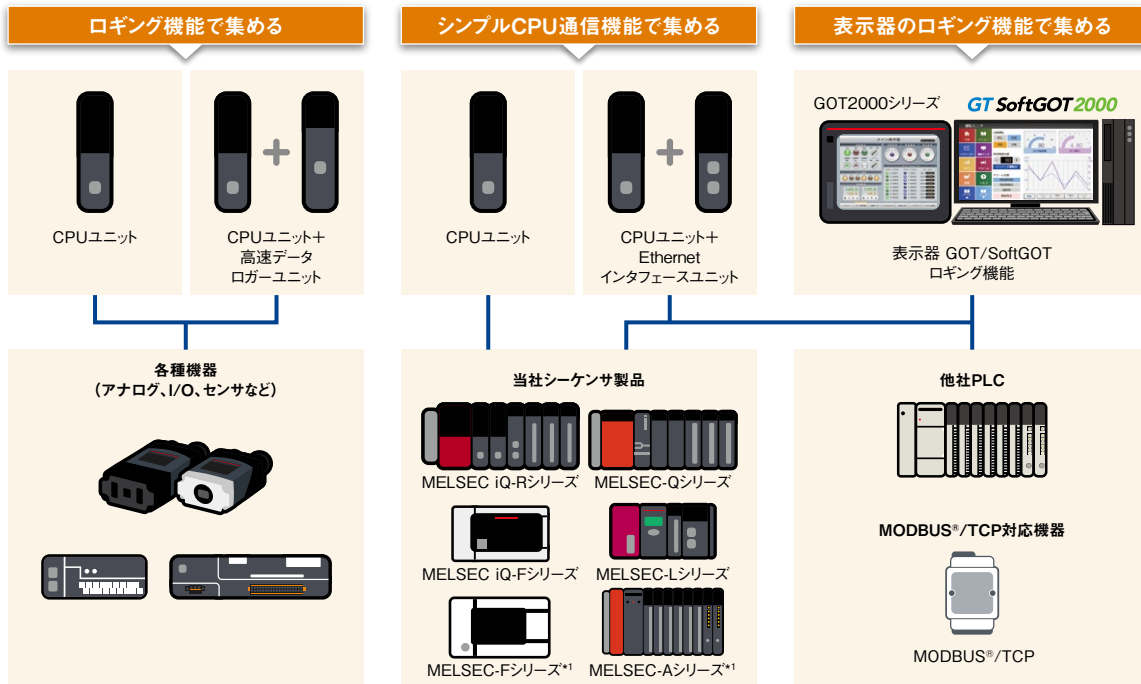 ロギング機能で集める
シンプルCPU通信機能で集める
表示器のロギング機能で集める
CPUユニット
CPUユニット＋
高速データ
ロガーユニット
CPUユニット
CPUユニット＋
Ethernet
インタフェースユニット
GOT2000シリーズ
GT SoftGOT2000
表示器 GOT/SoftGOT
ロギング機能
各種機器
（アナログ、I/O、センサなど）
当社シーケンサ製品
MELSEC iQ-Rシリーズ
MELSEC-Qシリーズ
MELSEC iQ-Fシリーズ
MELSEC-Lシリーズ
MELSEC-Fシリーズ*1
MELSEC-Aシリーズ*1
他社PLC
MODBUS®/TCP対応機器
MODBUS®/TCP